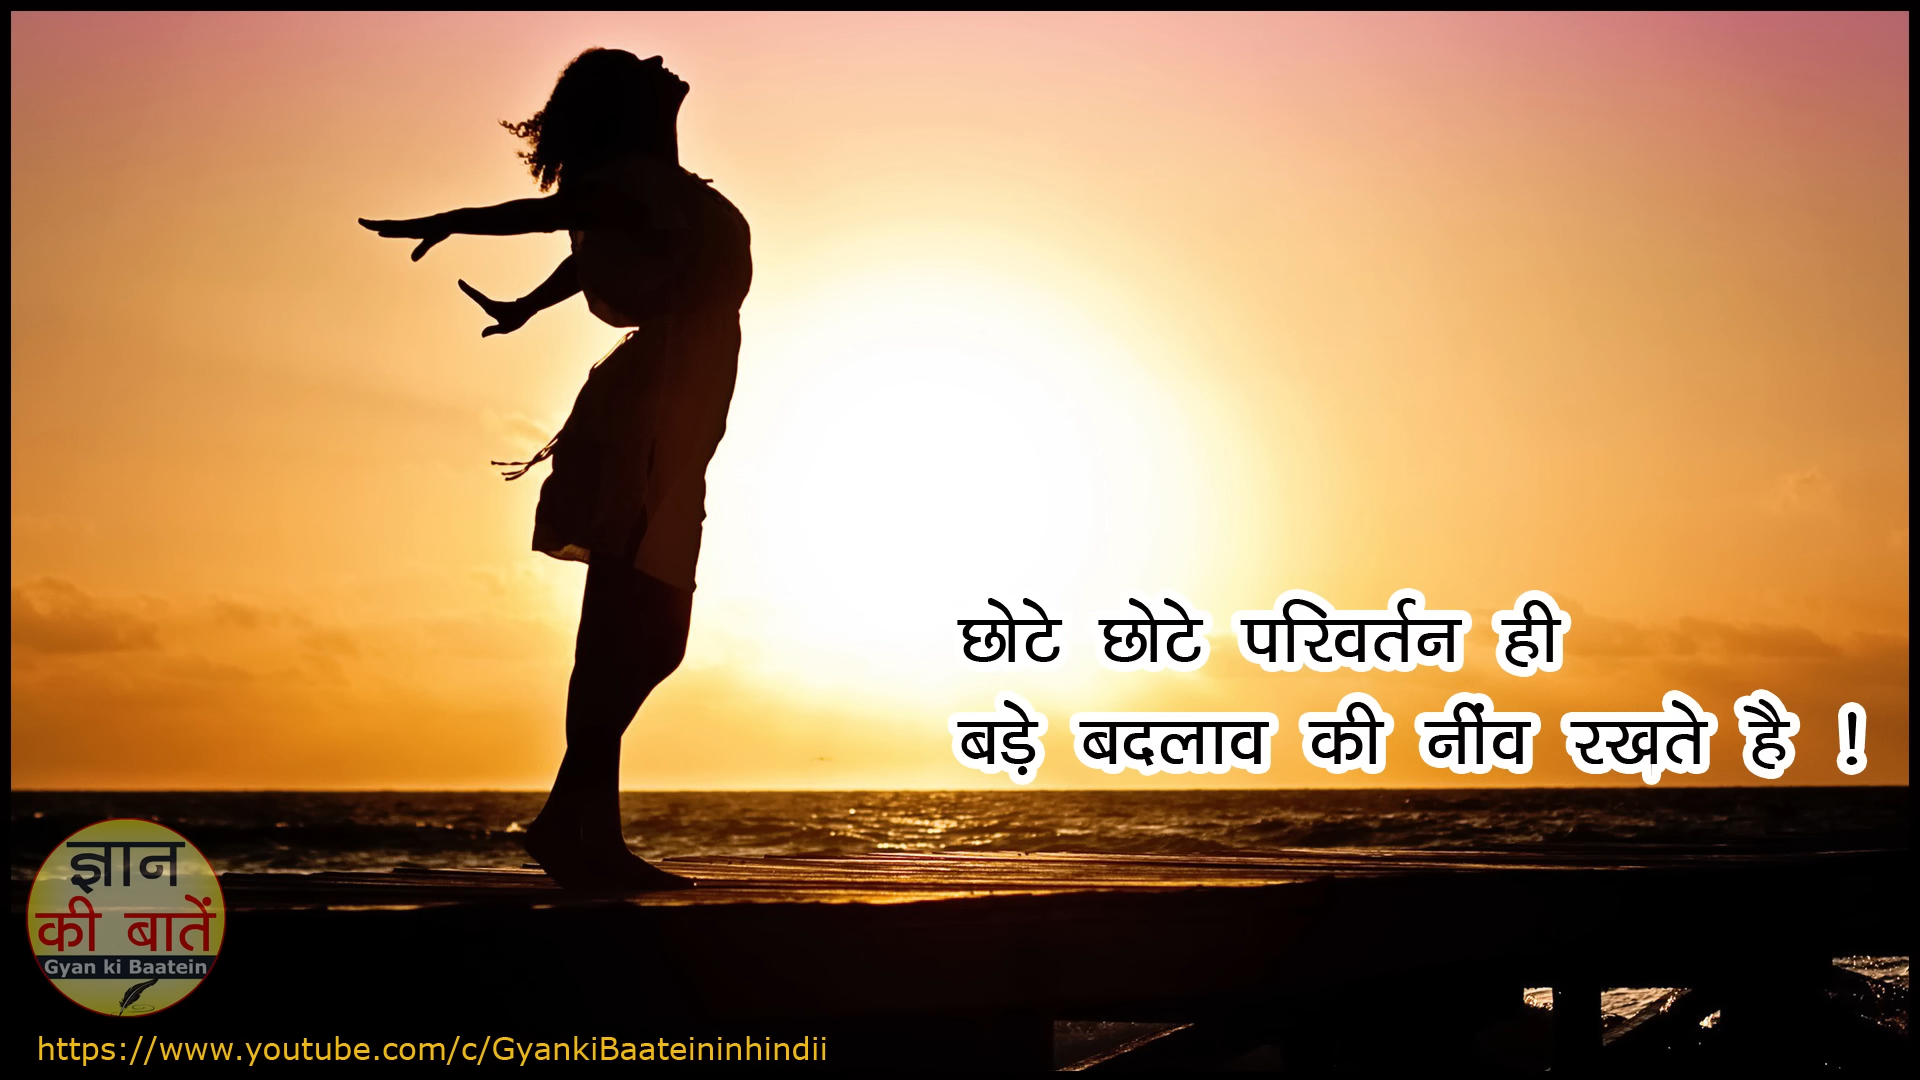 छोटे छोटे परिवर्तन ही
बड़े बदलाव की नींव रखते है !
ज्ञान
की बातें
Gyan ki Baatein
https://www.youtube.com/c/GyankiBaateininhindii